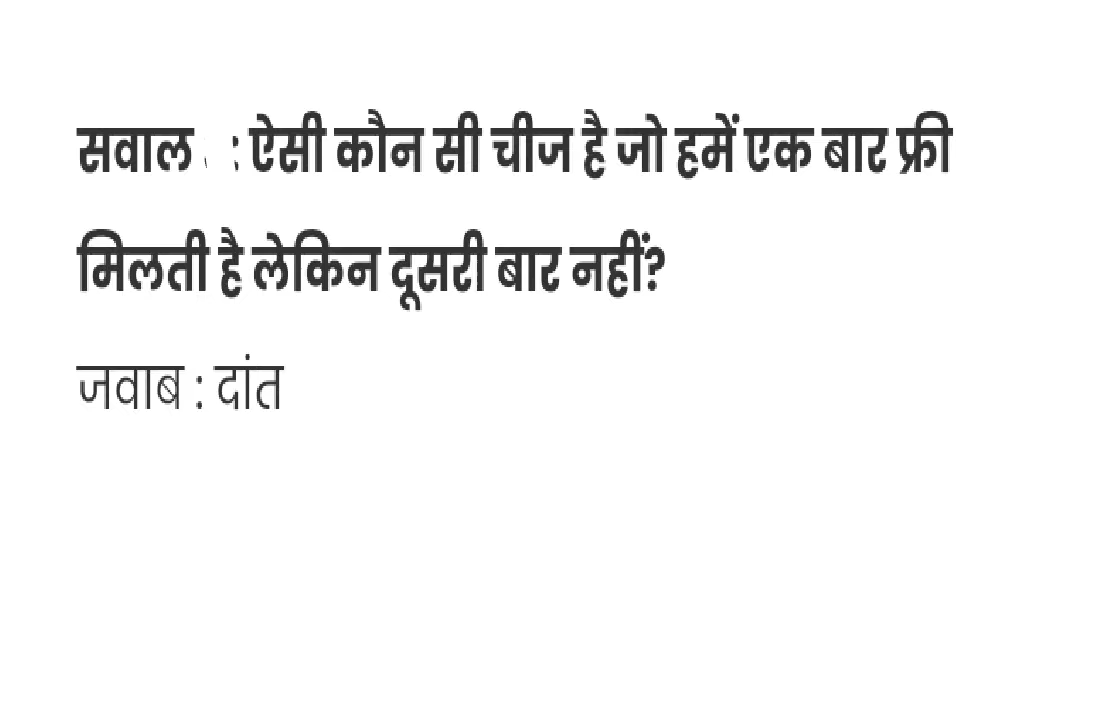 सवाल : ऐसी कौन सी चीज है जो हमें एक बार फ्री
मिलती है लेकिन दूसरी बार नहीं?
जवाब : दांत